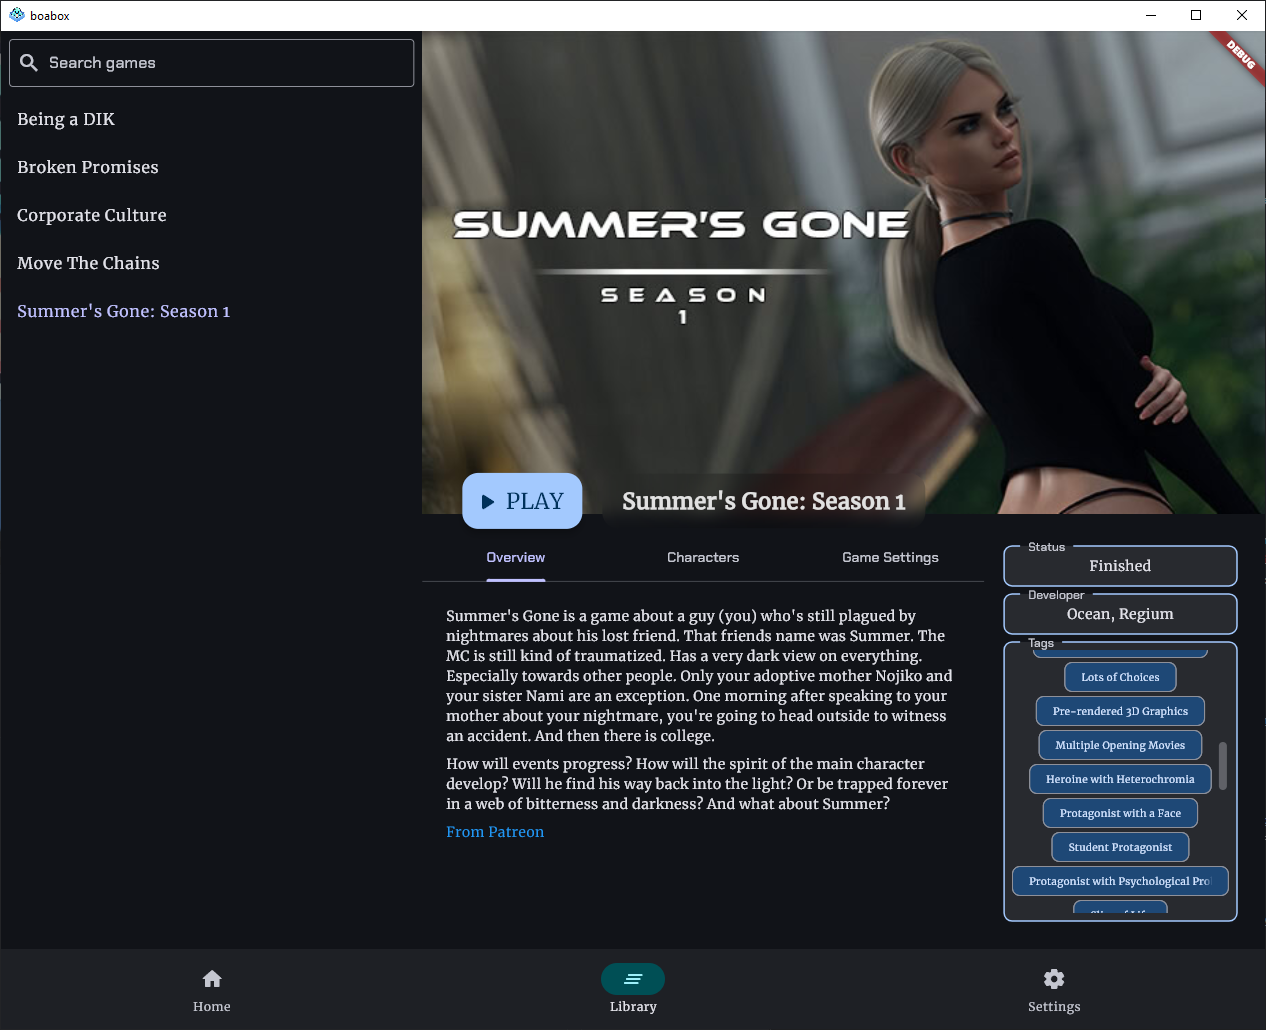 boabox
DEBUG
Search games
Being a DIK
Broken Promises
Corporate Culture
Move The Chains
Summer's Gone: Season 1
SUMMER'S GONE
SEASON
1
PLAY
Summer's Gone: Season 1
Overview
Characters
Game Settings
Summer's Gone is a game about a guy (you) who's still plagued by
nightmares about his lost friend. That friends name was Summer. The
MC is still kind of traumatized. Has a very dark view on everything.
Especially towards other people. Only your adoptive mother Nojiko and
your sister Nami are an exception. One morning after speaking to your
mother about your nightmare, you're going to head outside to witness
an accident. And then there is college.
How will events progress? How will the spirit of the main character
develop? Will he find his way back into the light? Or be trapped forever
in a web of bitterness and darkness? And what about Summer?
From Patreon
Status
Finished
Developer
Ocean, Regium
Tags
Lots of Choices
Pre-rendered 3D Graphics
Multiple Opening Movies
Heroine with Heterochromia
Protagonist with a Face
Student Protagonist
Protagonist with Psychological Pro
Home
Library
Settings